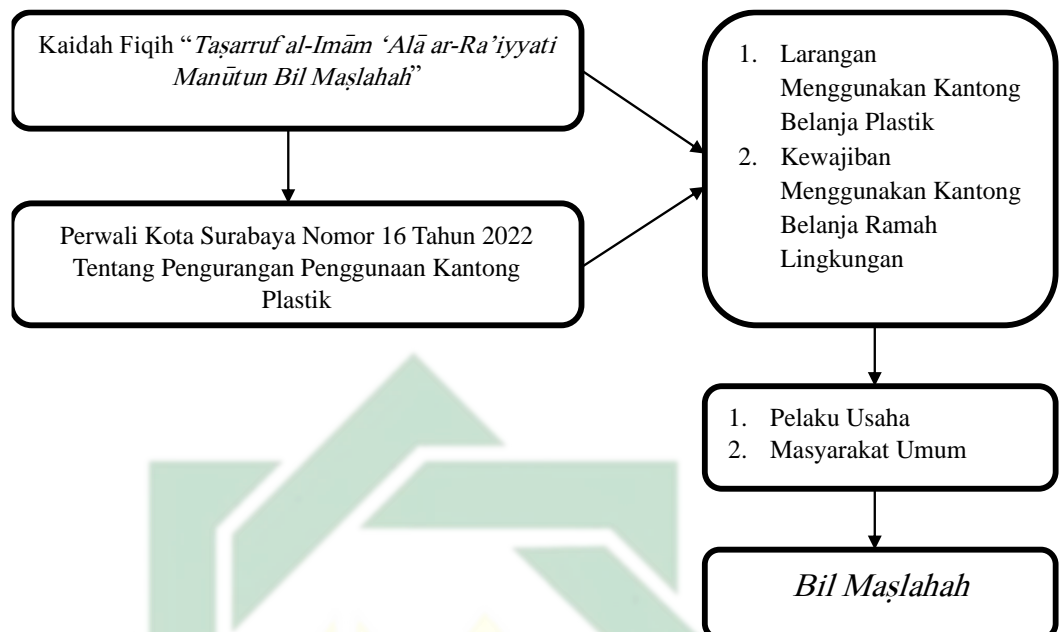 Kaidah Fiqih “Taṣarruf al-Imām ‘Alā ar-Ra’iyyati
Manūtun Bil Maṣlahah”
Perwali Kota Surabaya Nomor 16 Tahun 2022
Tentang Pengurangan Penggunaan Kantong
Plastik
1. Larangan
Menggunakan Kantong
Belanja Plastik
2. Kewajiban
Menggunakan Kantong
Belanja Ramah
Lingkungan
1. Pelaku Usaha
2. Masyarakat Umum
Bil Maṣlahah